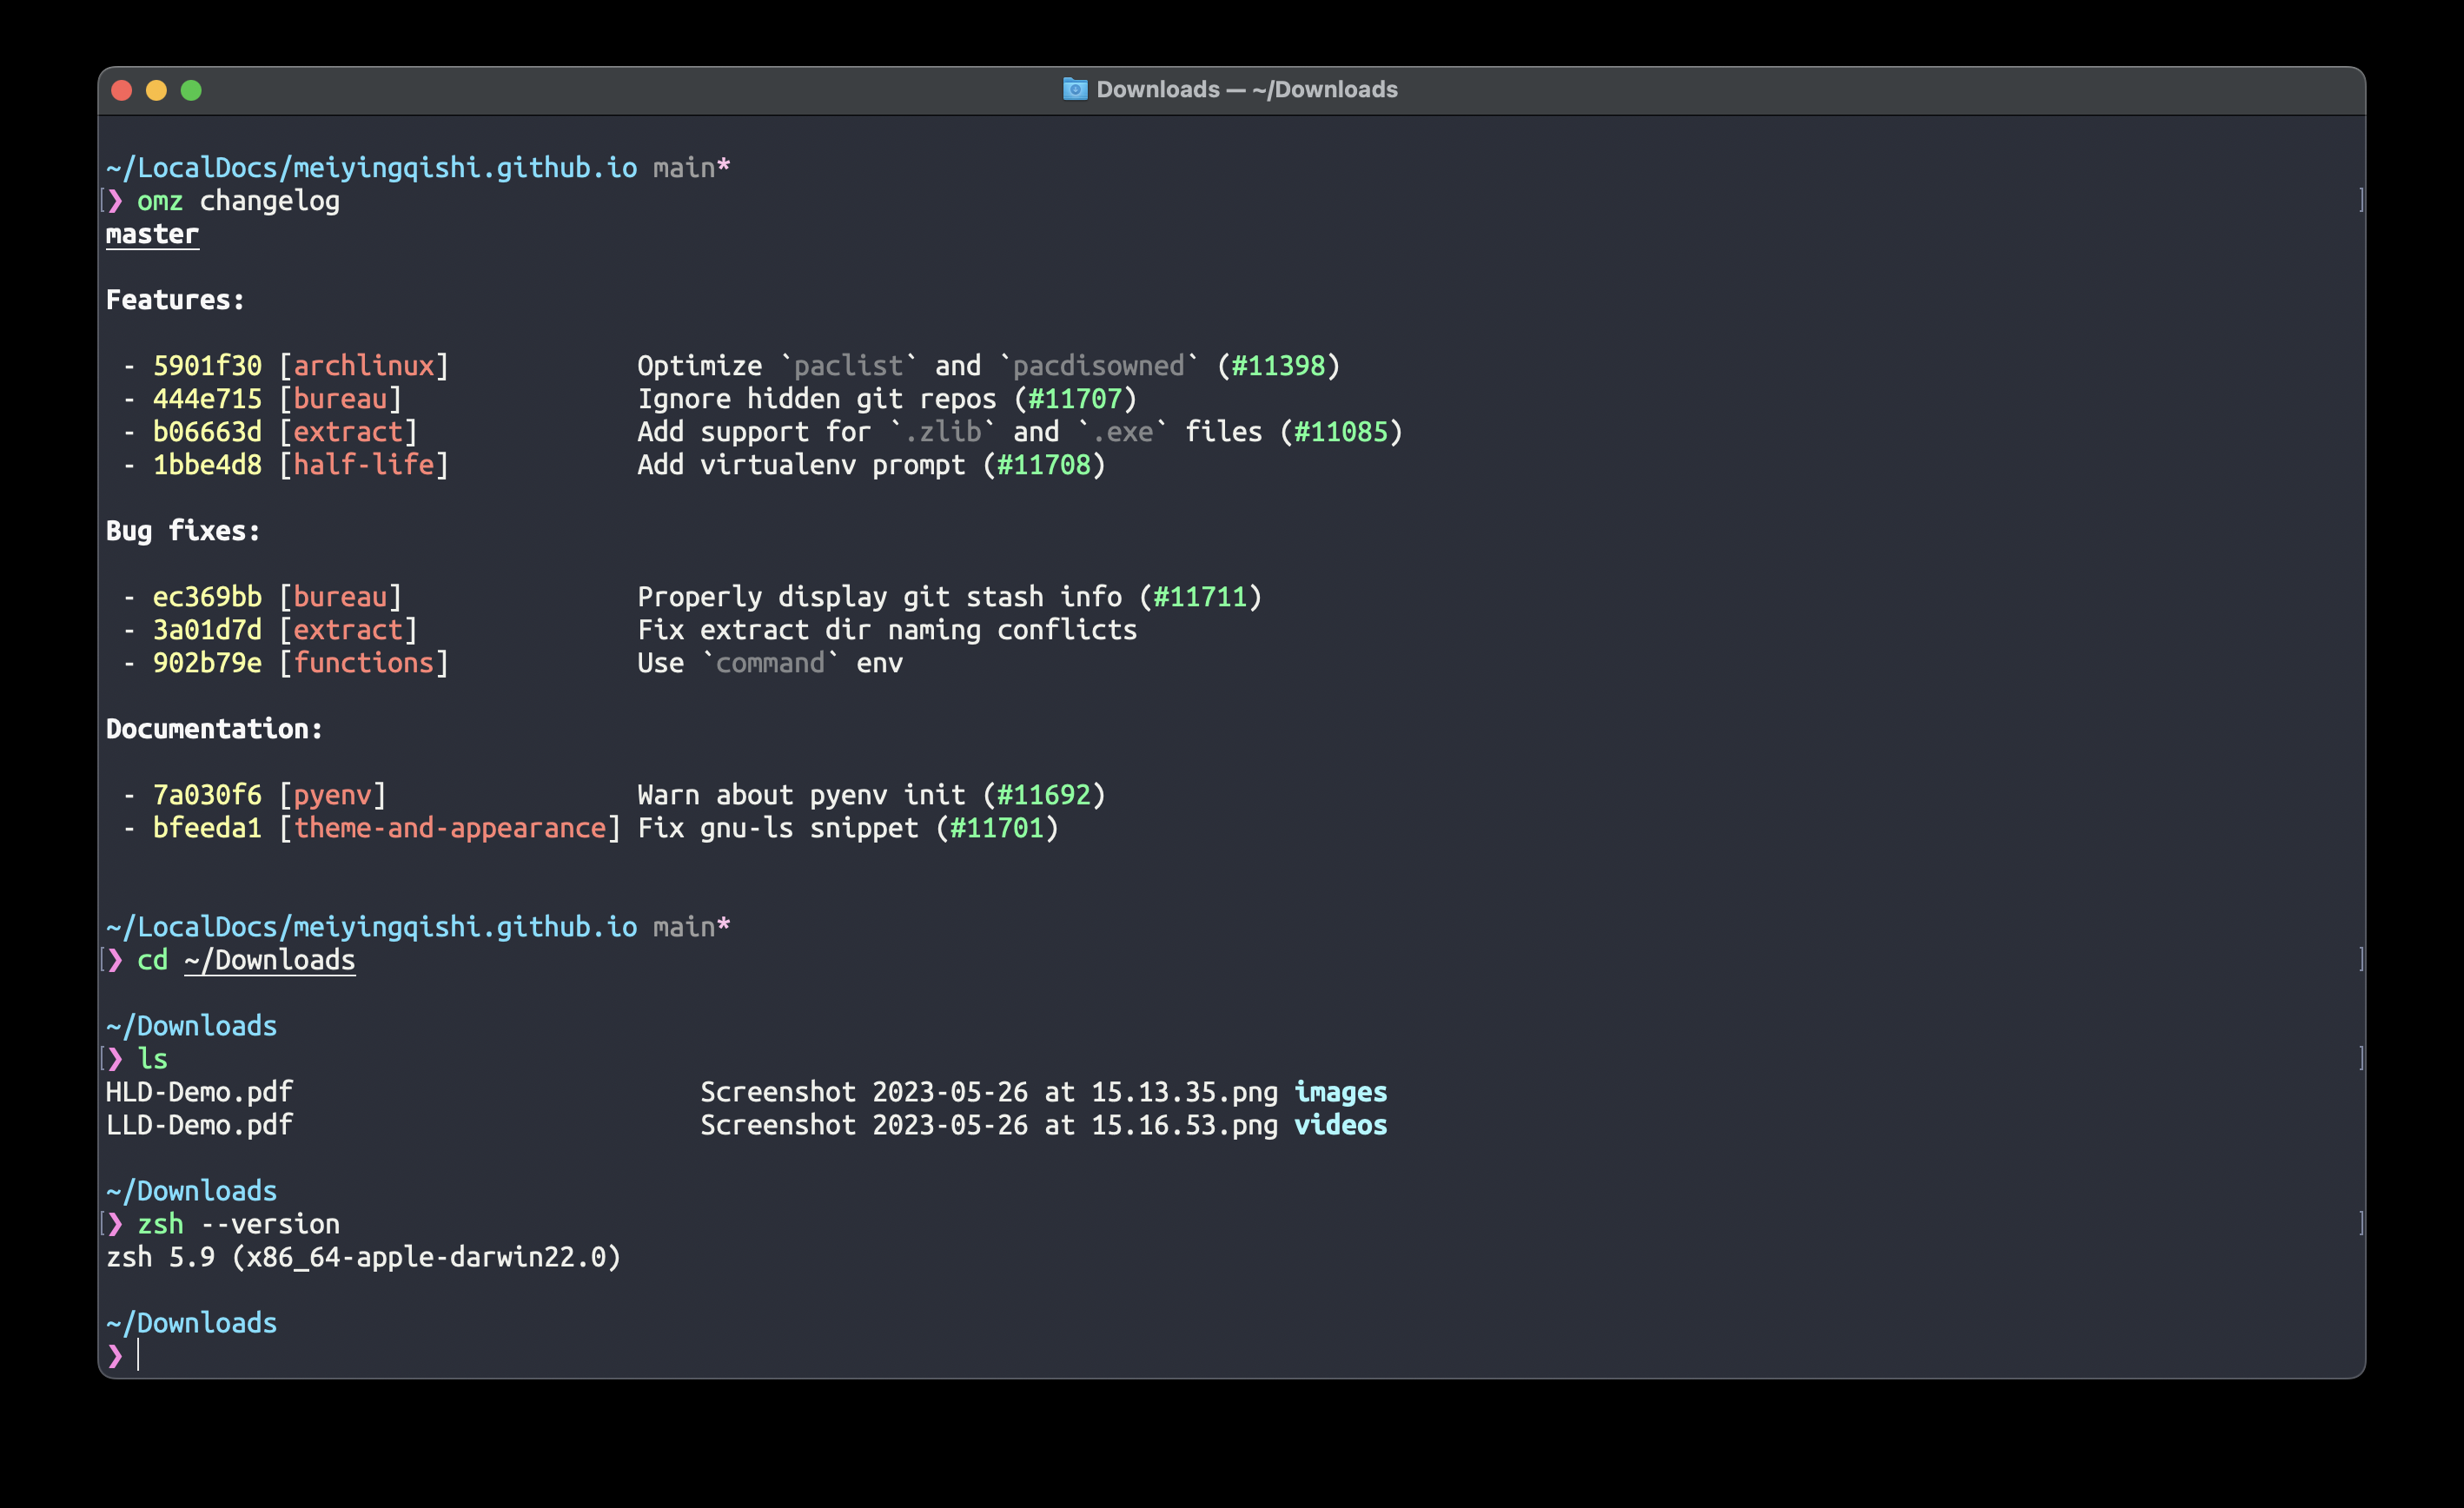 Downloads — ~/Downloads
~/LocalDocs/meiyingqishi.github.io main*
❯ omz changelog
master
Features:
- 5901f30 [archlinux] Optimize `paclist` and `pacdisowned` (#11398)
- 444e715 [bureau] Ignore hidden git repos (#11707)
- b06663d [extract] Add support for `.zlib` and `.exe` files (#11085)
- 1bbe4d8 [half-life] Add virtualenv prompt (#11708)
Bug fixes:
- ec369bb [bureau] Properly display git stash info (#11711)
- 3a01d7d [extract] Fix extract dir naming conflicts
- 902b79e [functions] Use `command` env
Documentation:
- 7a030f6 [pyenv] Warn about pyenv init (#11692)
- bfeeda1 [theme-and-appearance] Fix gnu-ls snippet (#11701)
~/LocalDocs/meiyingqishi.github.io main*
❯ cd ~/Downloads
~/Downloads
❯ ls
HLD-Demo.pdf Screenshot 2023-05-26 at 15.13.35.png images
LLD-Demo.pdf Screenshot 2023-05-26 at 15.16.53.png videos
~/Downloads
❯ zsh --version
zsh 5.9 (x86_64-apple-darwin22.0)
~/Downloads
❯